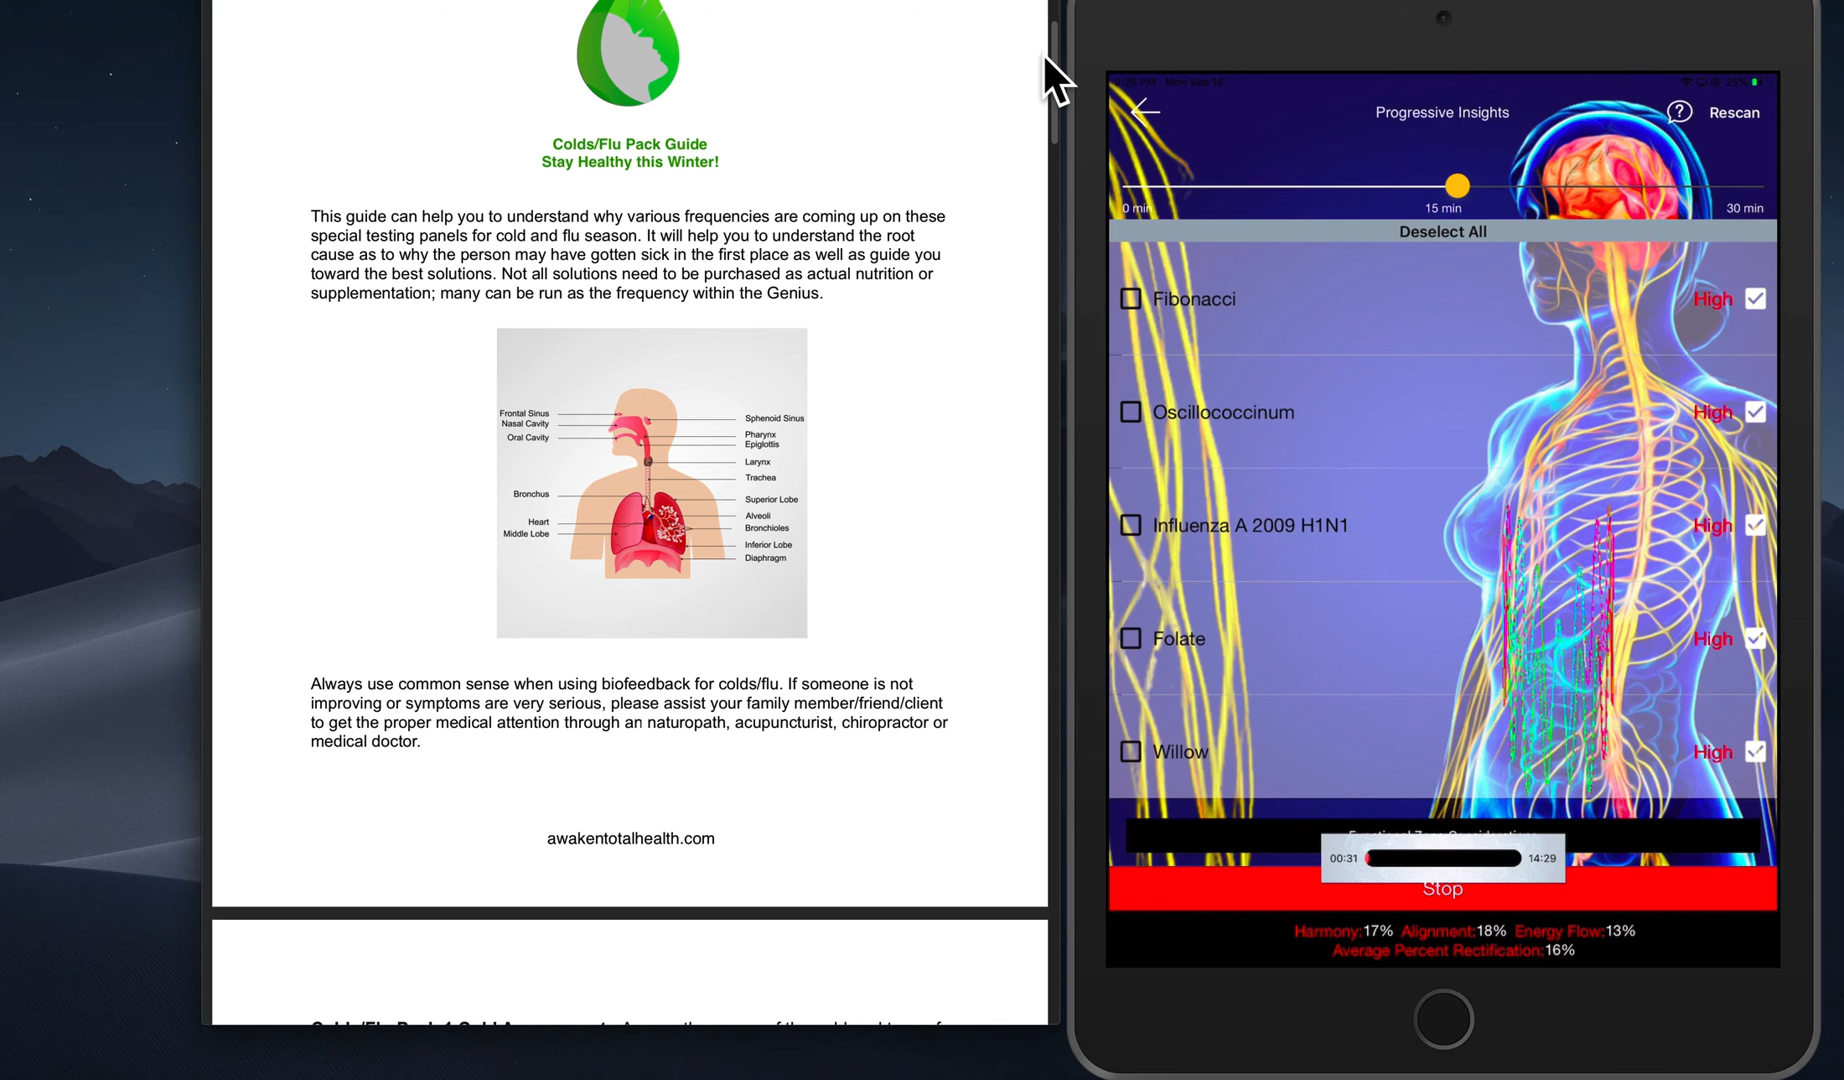 Colds/Flu Pack Guide
Stay Healthy this Winter!
This guide can help you to understand why various frequencies are coming up on these
special testing panels for cold and flu season. It will help you to understand the root
cause as to why the person may have gotten sick in the first place as well as guide you
toward the best solutions. Not all solutions need to be purchased as actual nutrition or
supplementation; many can be run as the frequency within the Genius.
Frontal Sinus
Nasal Cavity
Oral Cavity
Bronchus
Heart
Middle Lobe
Sphenoid Sinus
Pharynx
Epiglottis
Larynx
Trachea
Superior Lobe
Alveoli
Bronchioles
Inferior Lobe
Diaphragm
Always use common sense when using biofeedback for colds/flu. If someone is not
improving or symptoms are very serious, please assist your family member/friend/client
to get the proper medical attention through an naturopath, acupuncturist, chiropractor or
medical doctor.
awakentotalhealth.com
9:26 PM Mon Sep 16
Progressive Insights
Rescan
0 min 15 min 30 min
Deselect All
Fibonacci High
Oscillococcinum High
Influenza A 2009 H1N1 High
Folate High
Willow High
00:31 14:29
Stop
Harmony:17% Alignment:18% Energy Flow:13%
Average Percent Rectification:16%